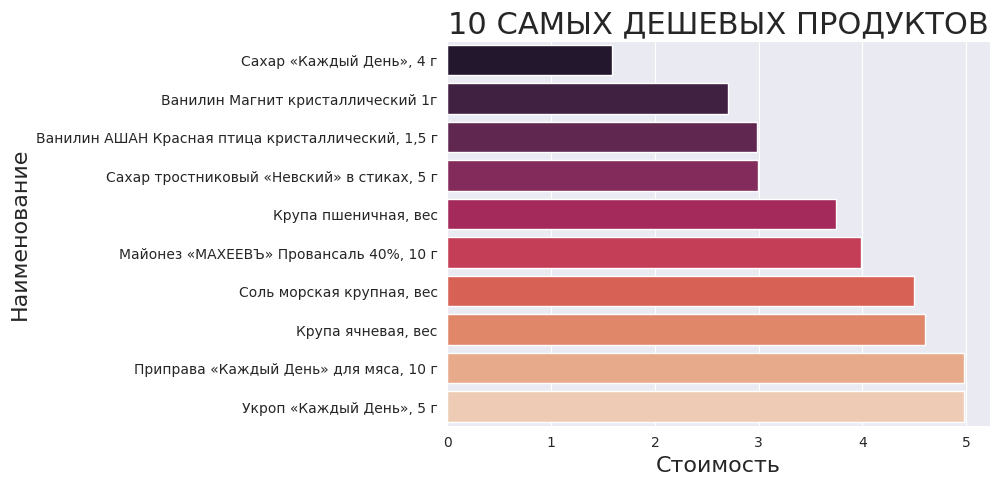 10 САМЫХ ДЕШЕВЫХ ПРОДУКТОВ
Наименование
Сахар «Каждый День», 4 г
Ванилин Магнит кристаллический 1г
Ванилин АШАН Красная птица кристаллический, 1,5 г
Сахар тростниковый «Невский» в стиках, 5 г
Крупа пшеничная, вес
Майонез «МАХЕЕВЪ» Провансаль 40%, 10 г
Соль морская крупная, вес
Крупа ячневая, вес
Приправа «Каждый День» для мяса, 10 г
Укроп «Каждый День», 5 г
0 1 2 3 4 5
Стоимость